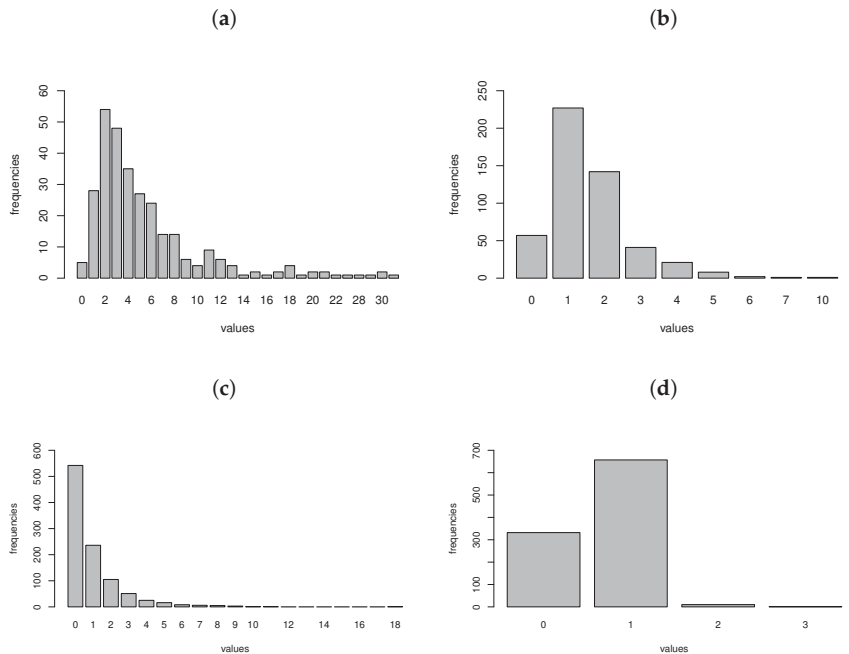 (a)
60
50
40
30
20
10
0
frequencies
0 2 4 6 8 10 12 14 16 18 20 22 28 30
values
(b)
250
200
150
100
50
0
frequencies
0 1 2 3 4 5 6 7 10
values
(c)
600
500
400
300
200
100
0
frequencies
0 1 2 3 4 5 6 7 8 9 10 12 14 16 18
values
(d)
700
500
300
100
0
frequencies
0 1 2 3
values